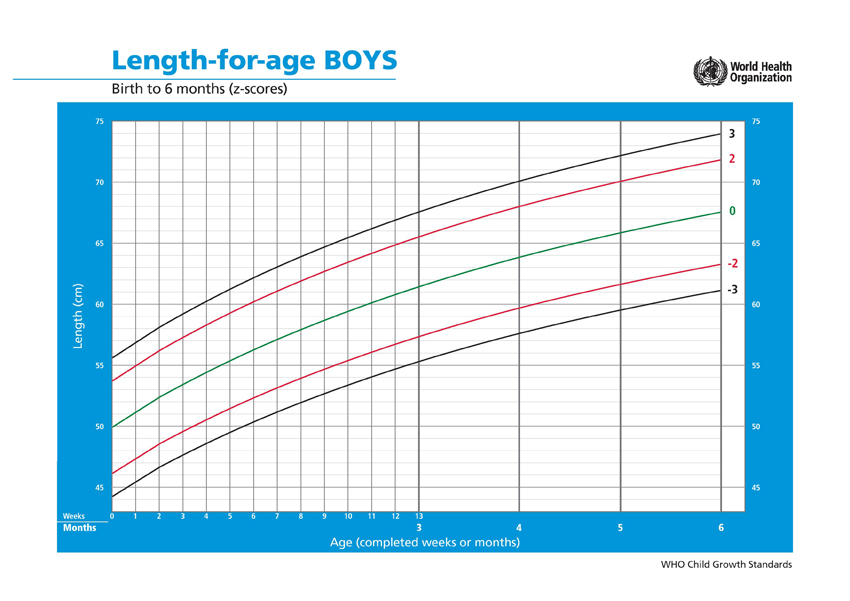 Length-for-age BOYS
Birth to 6 months (z-scores)
World Health
Organization
75
70
65
60
55
50
45
Length (cm)
75
70
65
60
55
50
45
3
2
0
-2
-3
Weeks 0 1 2 3 4 5 6 7 8 9 10 11 12 13
Months 3 4 5 6
Age (completed weeks or months)
WHO Child Growth Standards